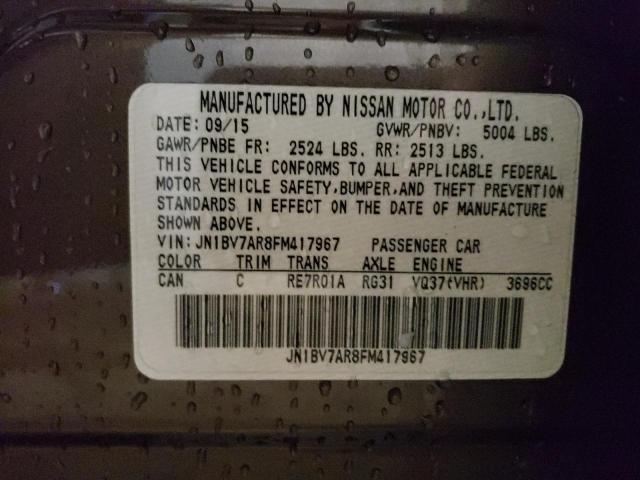 MANUFACTURED BY NISSAN MOTOR CO.,LTD.
DATE: 09/15 GVWR/PNBV: 5004 LBS.
GAWR/PNBE FR: 2524 LBS. RR: 2513 LBS.
THIS VEHICLE CONFORMS TO ALL APPLICABLE FEDERAL
MOTOR VEHICLE SAFETY,BUMPER,AND THEFT PREVENTION
STANDARDS IN EFFECT ON THE DATE OF MANUFACTURE
SHOWN ABOVE.
VIN: JN1BV7AR8FM417967 PASSENGER CAR
COLOR TRIM TRANS AXLE ENGINE
CAN C RE7R01A RG31 VQ37(VHR) 3696CC
JN1BV7AR8FM417967